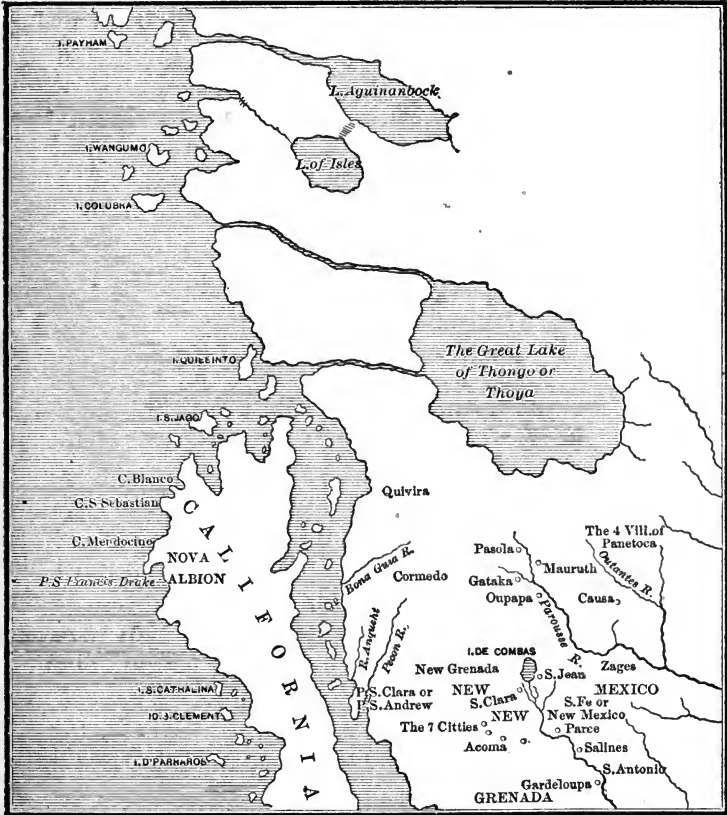 I.PAYHAM
L.Aguinanbock
I.WANGUMO
L.of Isles
I.COLUBRA
The Great Lake
of Thongo or
Thoya
I.QUIEEINTO
I.S.JAGO
C.Blanco
Quivira
C.S Sebastian
CALIFORNIA
C.Mendocino
NOVA
ALBION
P.S Francis Drake
Bona Guia R.
Cormedo
R.Anqucht
Pecon R.
Pasola
The 4 Vill.of
Panetoca
Mauruth
Outantes R.
Gataka
Oupapa
Causa
Parousse R.
I.DE COMBAS
New Grenada
S.Jean
Zages
I.S.CATHALINA
P.S.Clara or
P.S.Andrew
NEW
S.Clara
MEXICO
IO.S.CLEMENT
NEW
S.Fe or
New Mexico
The 7 Citties
Parce
Acoma
Salines
I.D'PARHAROS
S.Antonio
Gardeloupa
GRENADA